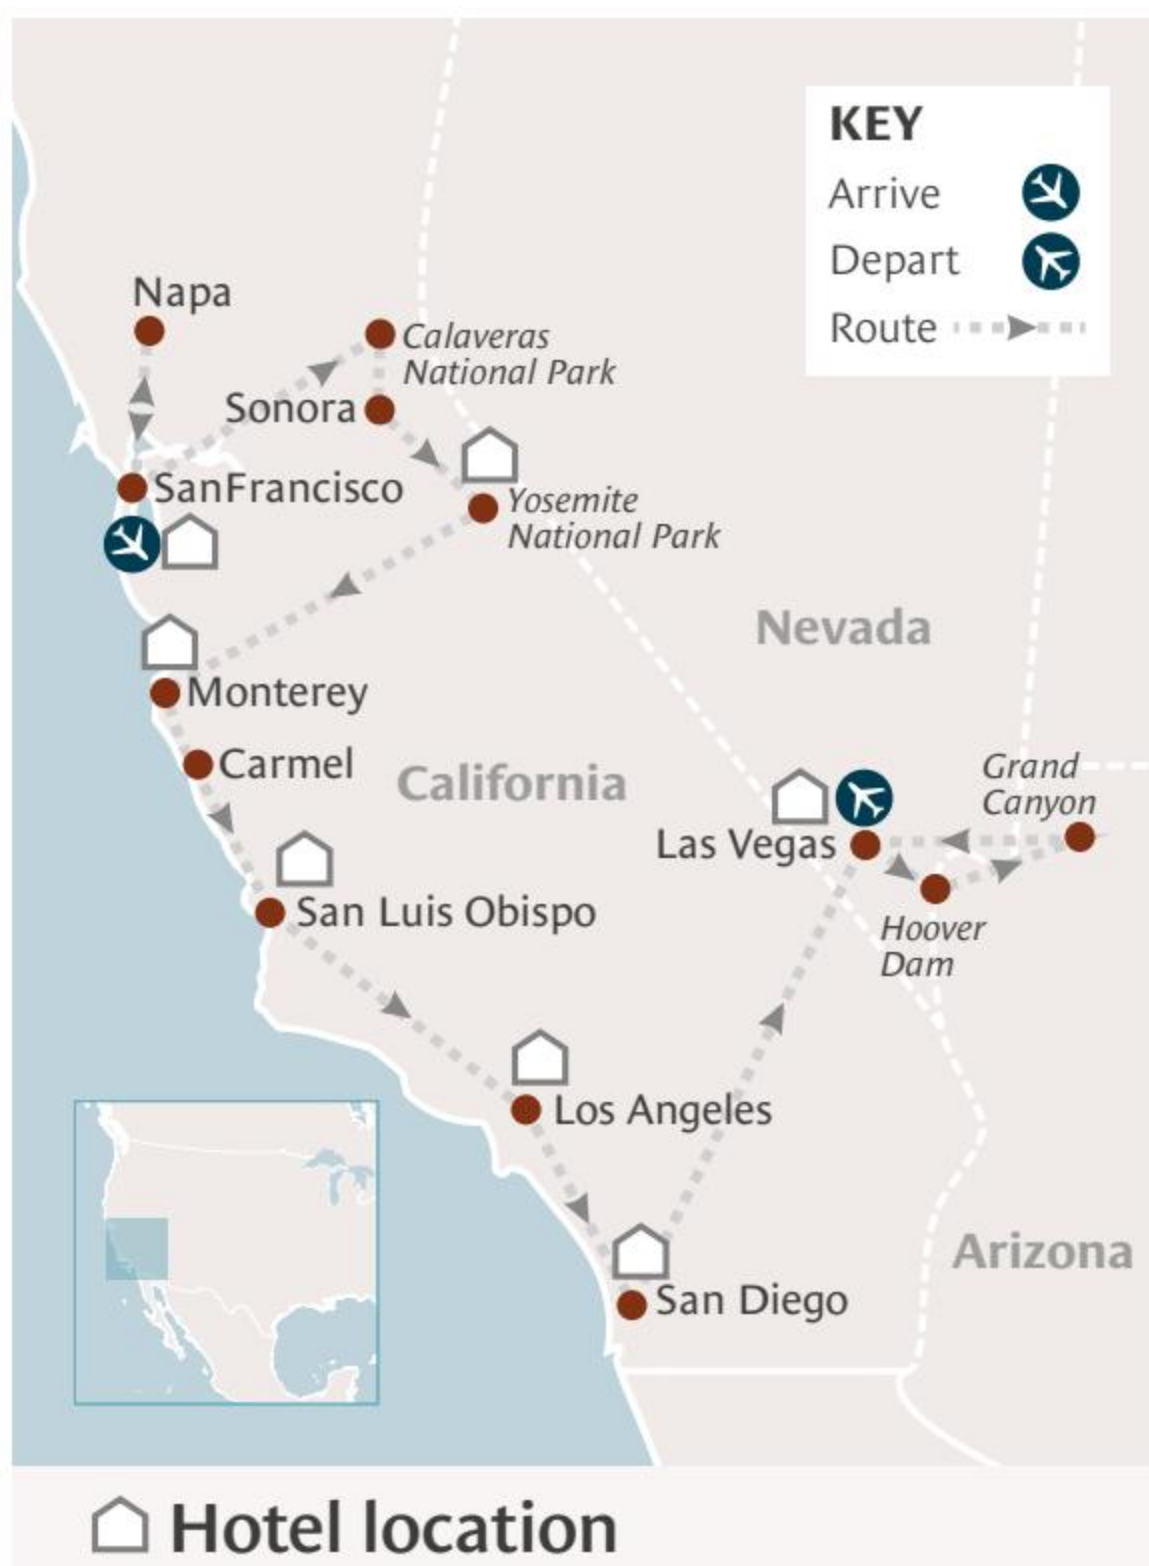 KEY
Arrive
Depart
Route
Napa
Calaveras
National Park
Sonora
SanFrancisco
Yosemite
National Park
Nevada
Monterey
Carmel
California
Grand
Canyon
Las Vegas
San Luis Obispo
Hoover
Dam
Los Angeles
Arizona
San Diego
Hotel location